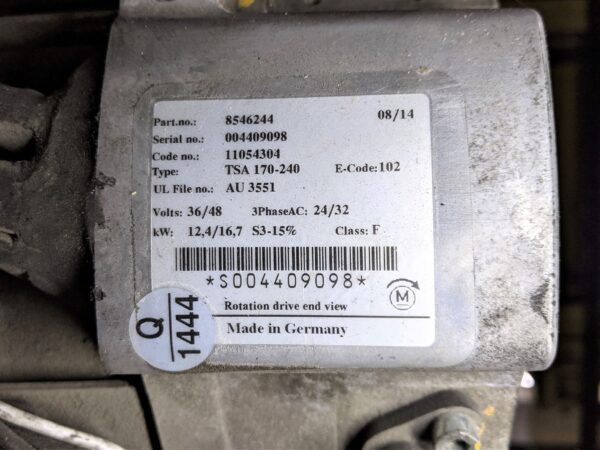 Part.no.: 8546244 08/14
Serial no.: 004409098
Code no.: 11054304
Type: TSA 170-240 E-Code:102
UL File no.: AU 3551
Volts: 36/48 3PhaseAC: 24/32
kW: 12,4/16,7 S3-15% Class: F
*S004409098*
M
Rotation drive end view
Made in Germany
Q
1444